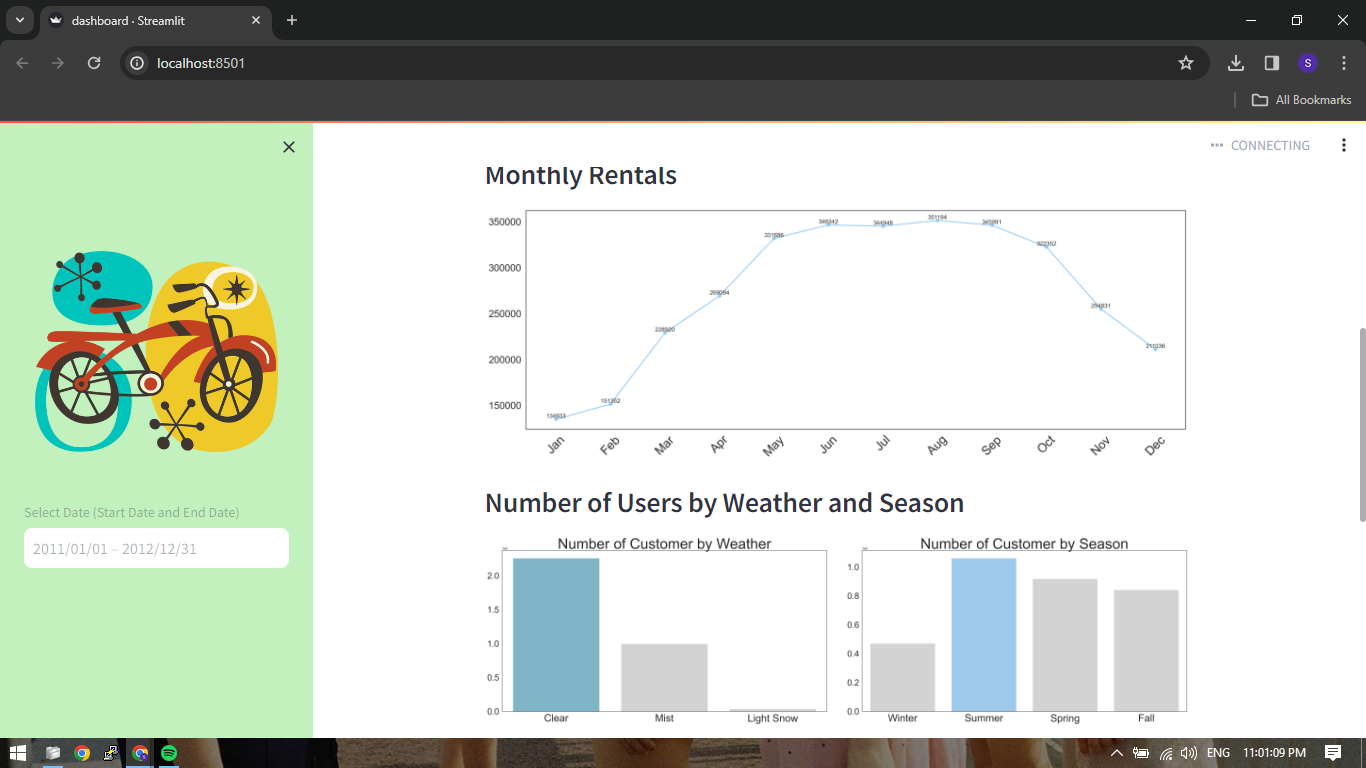 dashboard · Streamlit
localhost:8501
S
All Bookmarks
CONNECTING
Monthly Rentals
350000
300000
250000
200000
150000
134933
151352
228920
269094
331686
346342
344948
351194
345991
322352
254831
211036
Jan
Feb
Mar
Apr
May
Jun
Jul
Aug
Sep
Oct
Nov
Dec
Select Date (Start Date and End Date)
2011/01/01 – 2012/12/31
Number of Users by Weather and Season
Number of Customer by Weather
2.0
1.5
1.0
0.5
0.0
Clear
Mist
Light Snow
Number of Customer by Season
1.0
0.8
0.6
0.4
0.2
0.0
Winter
Summer
Spring
Fall
ENG
11:01:09 PM